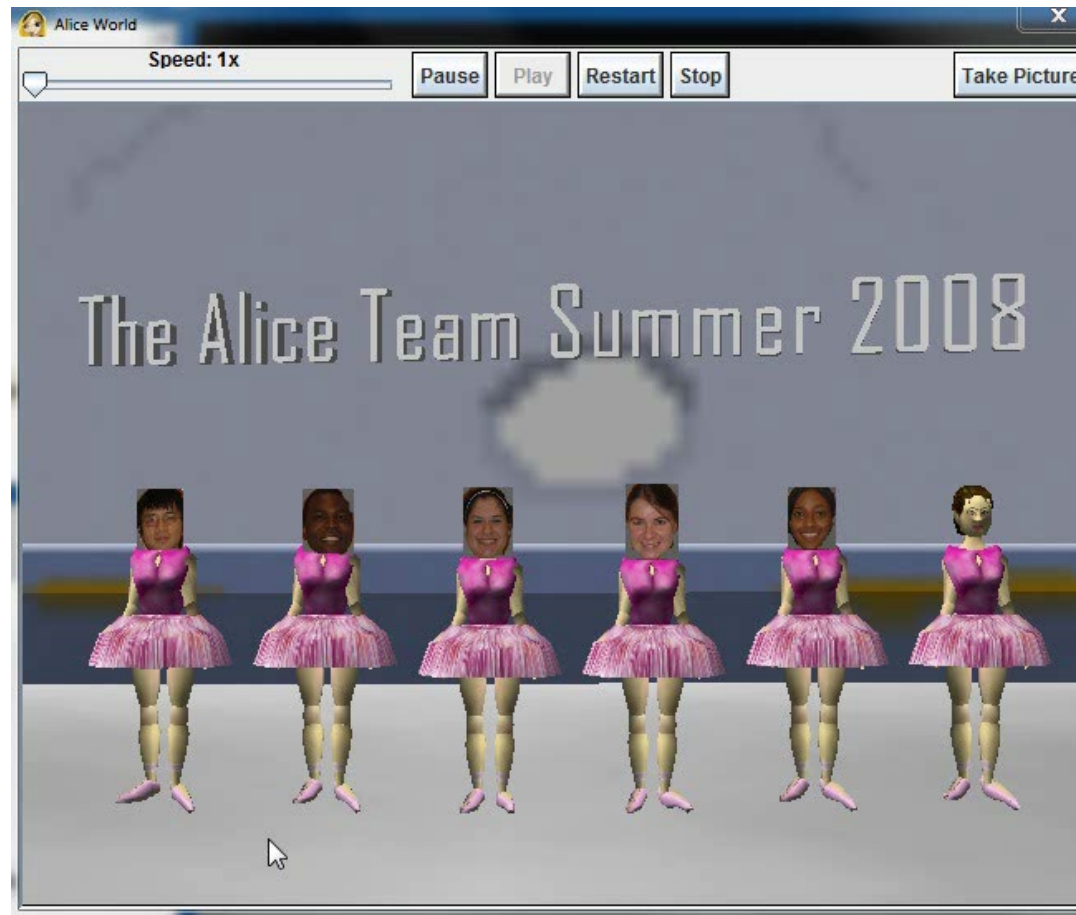 Alice World
Speed: 1x
Pause Play Restart Stop Take Picture
The Alice Team Summer 2008